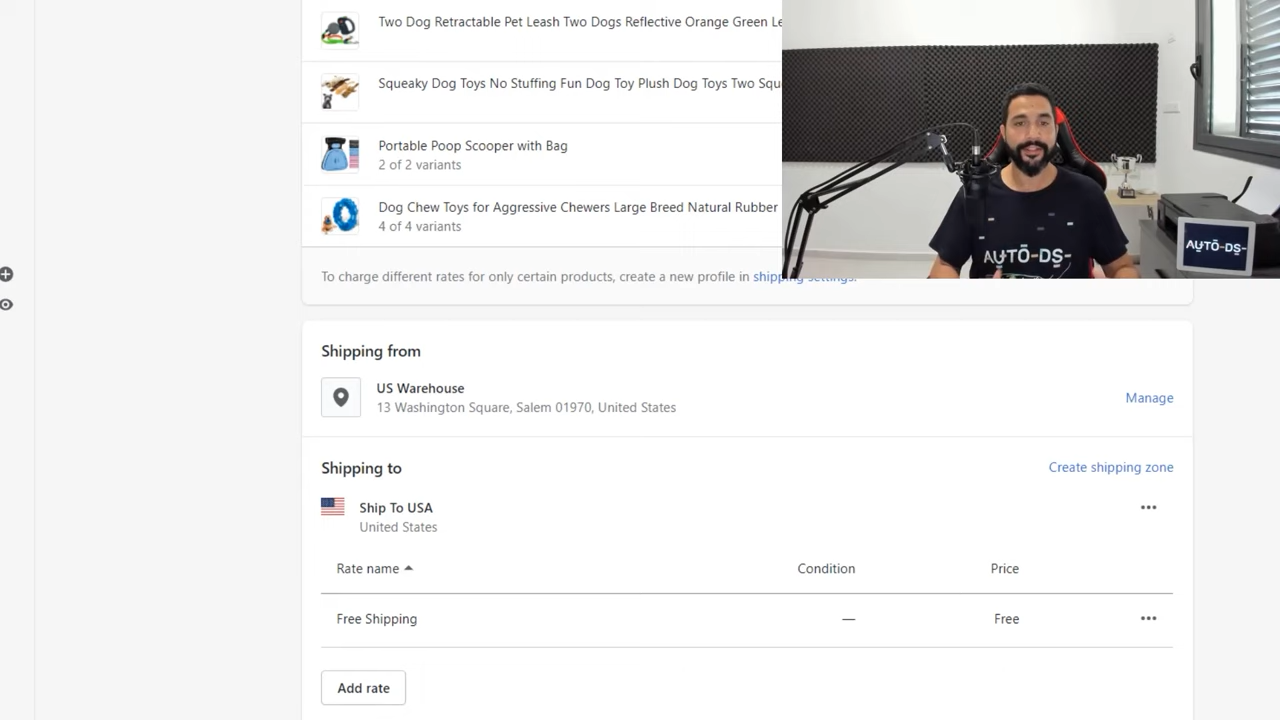 Two Dog Retractable Pet Leash Two Dogs Reflective Orange Green Le
Squeaky Dog Toys No Stuffing Fun Dog Toy Plush Dog Toys Two Squ
Portable Poop Scooper with Bag
2 of 2 variants
Dog Chew Toys for Aggressive Chewers Large Breed Natural Rubber
4 of 4 variants
AUTO-DS-
AUTO-DS-
To charge different rates for only certain products, create a new profile in shipping settings.
Shipping from
US Warehouse
13 Washington Square, Salem 01970, United States
Manage
Shipping to
Create shipping zone
Ship To USA
United States
Rate name Condition Price
Free Shipping — Free
Add rate